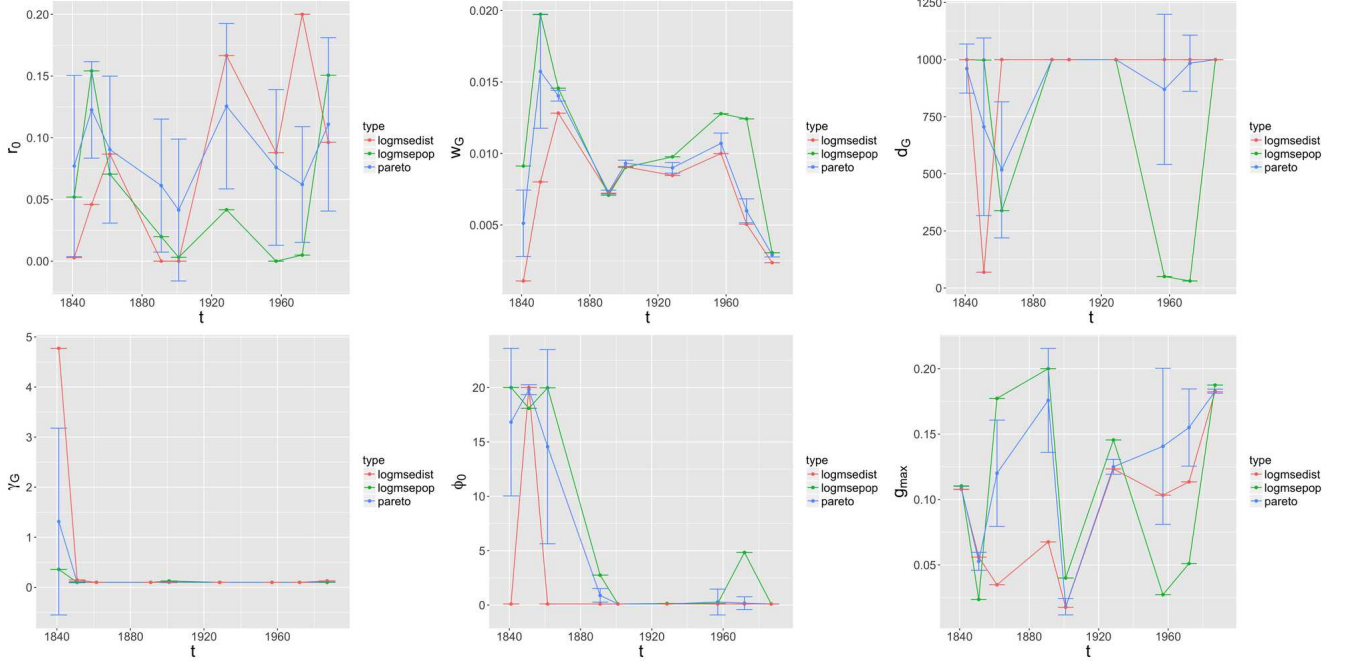 0.20
0.15
0.10
0.05
0.00
r0
1840 1880 1920 1960
t
type
logmsedist
logmsepop
pareto
0.020
0.015
0.010
0.005
wG
1840 1880 1920 1960
t
type
logmsedist
logmsepop
pareto
1250
1000
750
500
250
0
dG
1840 1880 1920 1960
t
type
logmsedist
logmsepop
pareto
5
4
3
2
1
0
γG
1840 1880 1920 1960
t
type
logmsedist
logmsepop
pareto
20
15
10
5
0
ϕ0
1840 1880 1920 1960
t
type
logmsedist
logmsepop
pareto
0.20
0.15
0.10
0.05
gmax
1840 1880 1920 1960
t
type
logmsedist
logmsepop
pareto